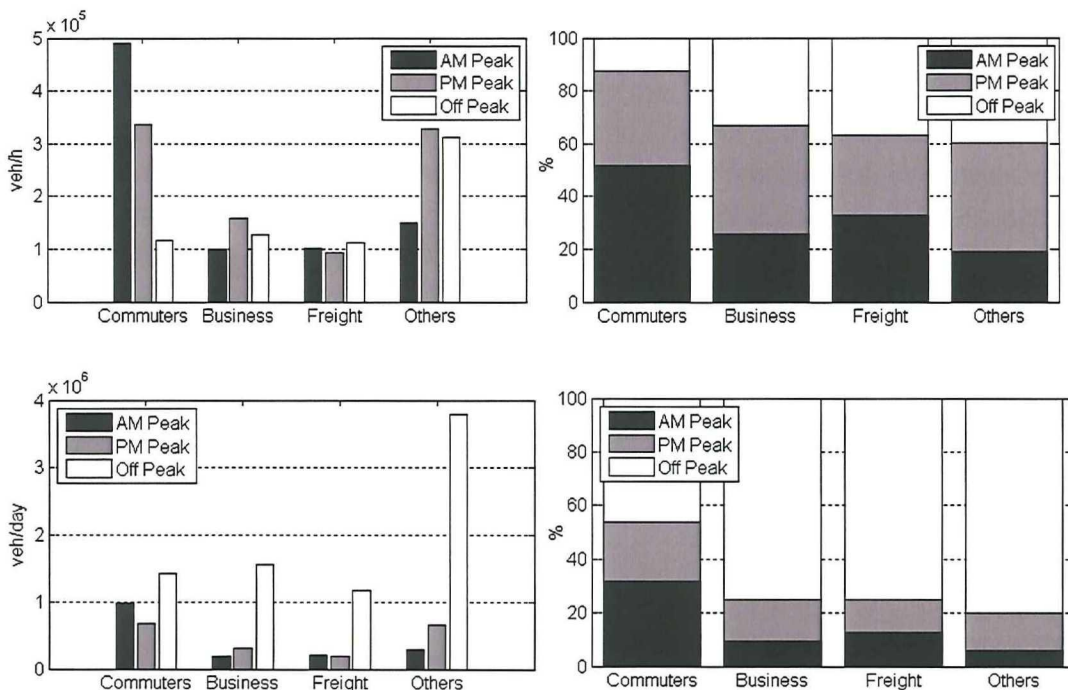 x 10^5
5
4
3
2
1
0
veh/h
AM Peak
PM Peak
Off Peak
Commuters Business Freight Others
100
80
60
40
20
0
%
AM Peak
PM Peak
Off Peak
Commuters Business Freight Others
x 10^6
4
3
2
1
0
veh/day
AM Peak
PM Peak
Off Peak
Commuters Business Freight Others
100
80
60
40
20
0
%
AM Peak
PM Peak
Off Peak
Commuters Business Freight Others